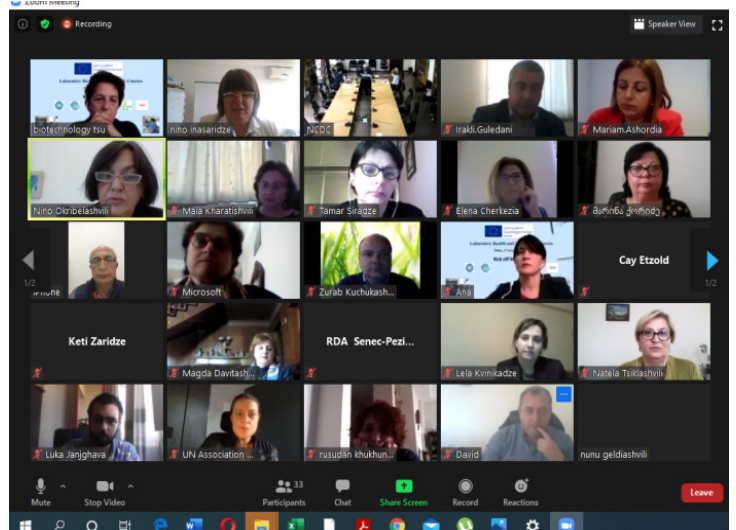 Zoom Meeting
Recording
Speaker View
biotechnology tsu
nino inasaridze
NCDC
Irakli.Guledani
Mariam.Ashordia
Nino Okribelashvili
Maia Kharatishvili
Tamar Siradze
Elena Cherkezia
მარინა ქორიძე
iPhone
Microsoft
Zurab Kuchukash...
Ana
Cay Etzold
1/2
1/2
Keti Zaridze
Magda Davitash...
RDA Senec-Pezi...
Lela Kvinikadze
Natela Tsiklashvili
Luka Janjghava
UN Association ...
rusudan khukhun...
David
nunu geldiashvili
Mute
Stop Video
33
Participants
Chat
Share Screen
Record
Reactions
Leave